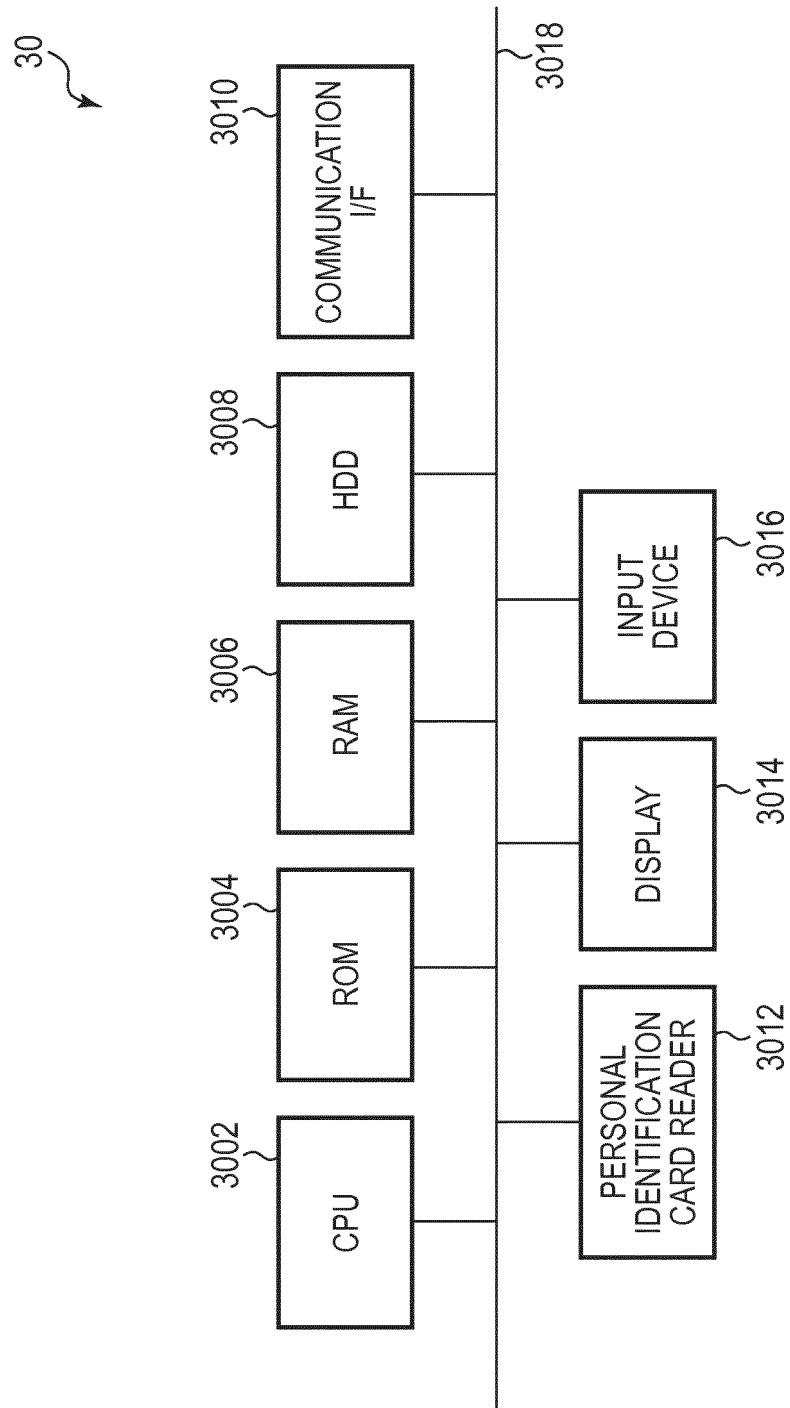 30
3002
CPU
3004
ROM
3006
RAM
3008
HDD
3010
COMMUNICATION
I/F
3018
PERSONAL
IDENTIFICATION
CARD READER
3012
DISPLAY
3014
INPUT
DEVICE
3016